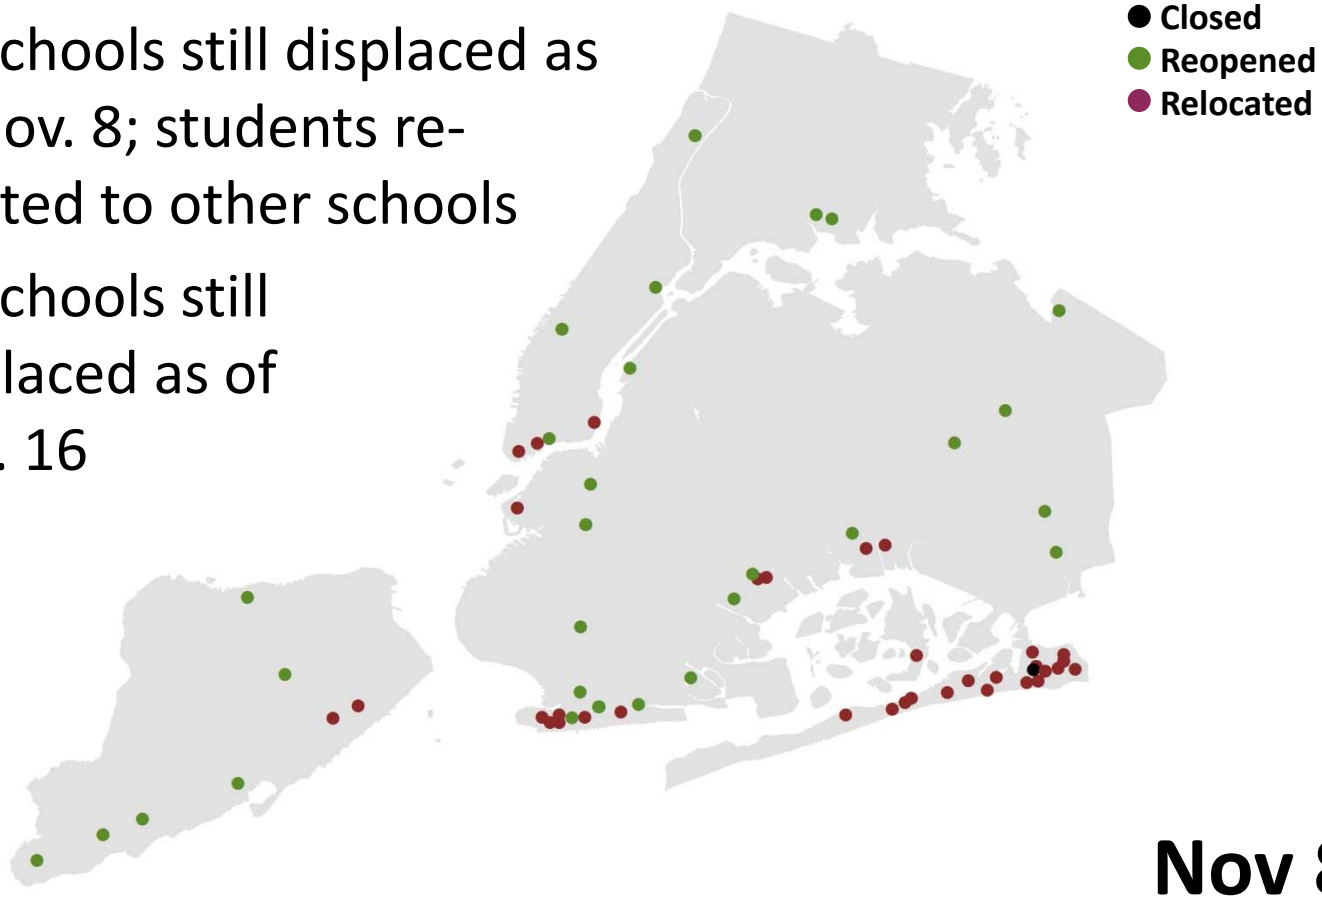 chools still displaced as
ov. 8; students re-
ted to other schools
chools still
laced as of
. 16
Closed
Reopened
Relocated
Nov 8